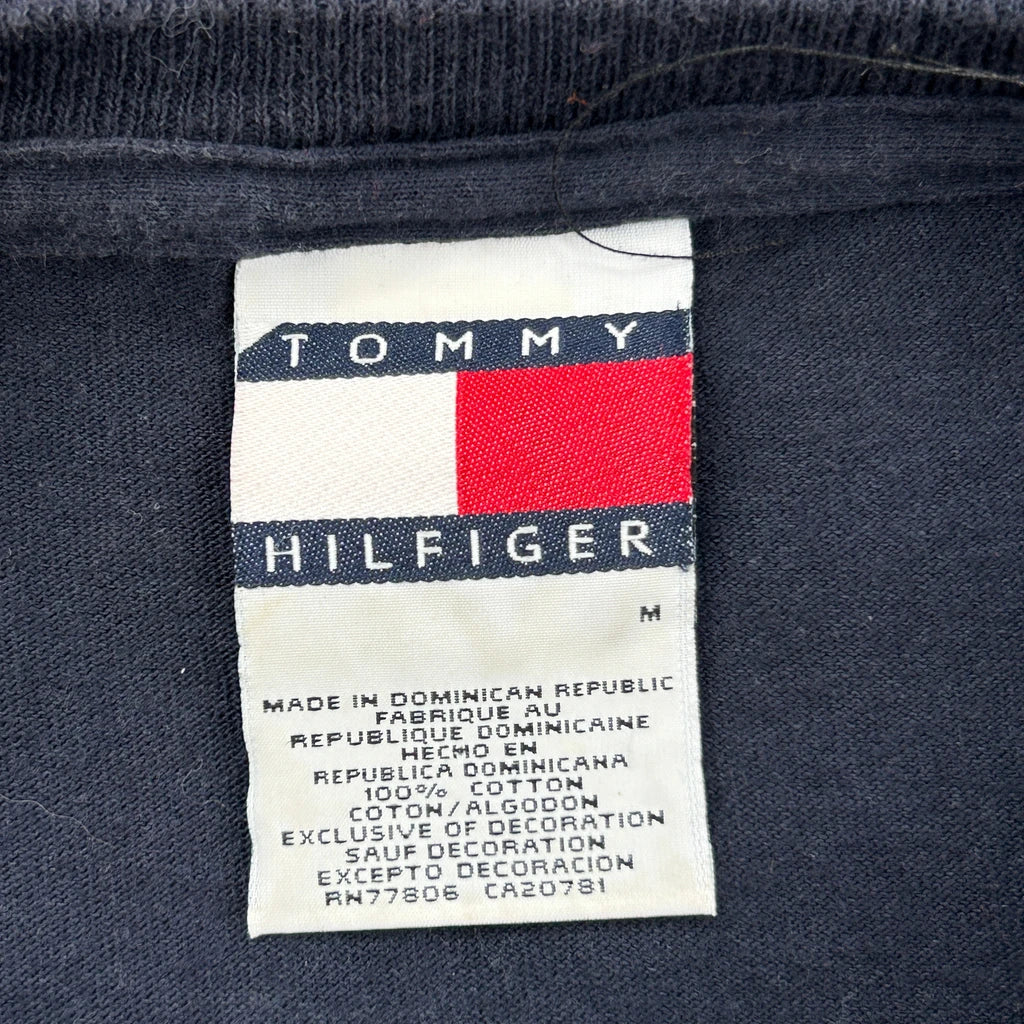 TOMMY
HILFIGER
M
MADE IN DOMINICAN REPUBLIC
FABRIQUE AU
REPUBLIQUE DOMINICAINE
HECHO EN
REPUBLICA DOMINICANA
100% COTTON
COTON/ALGODON
EXCLUSIVE OF DECORATION
SAUF DECORATION
EXCEPTO DECORACION
RN77806 CA20781